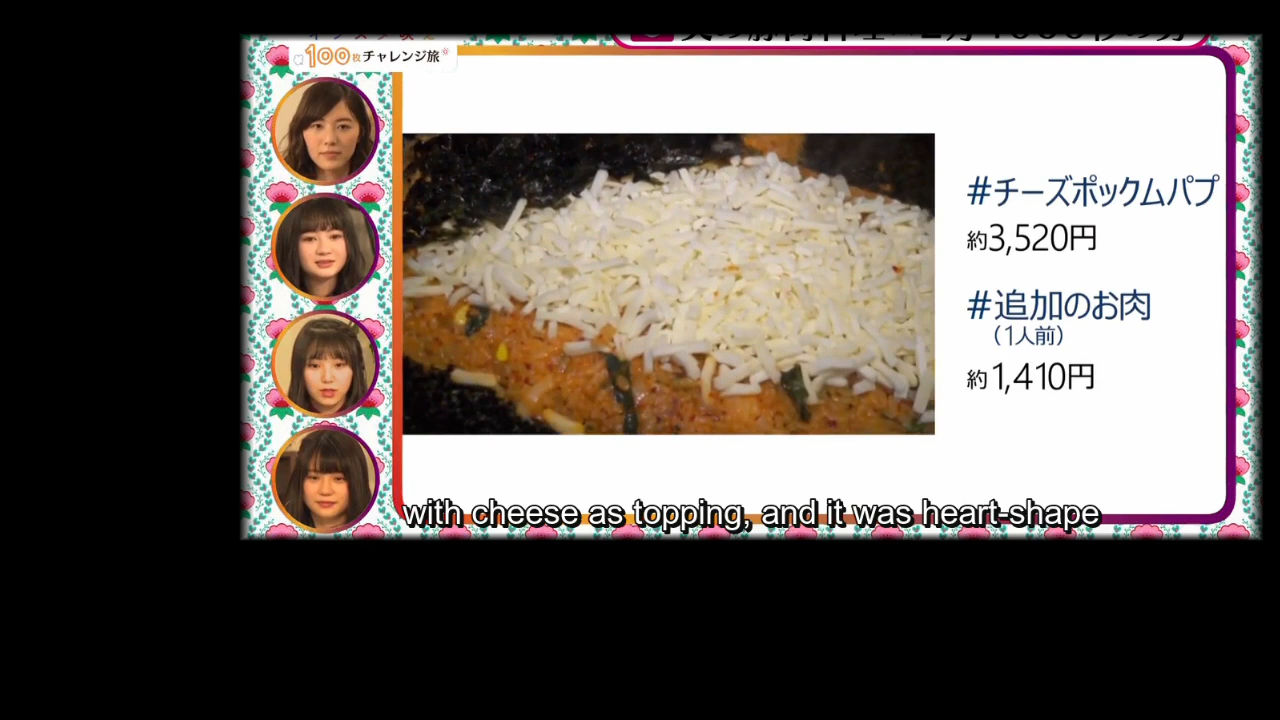 100枚チャレンジ旅
#チーズポックムパプ
約3,520円
#追加のお肉
(1人前)
約1,410円
with cheese as topping, and it was heart-shape